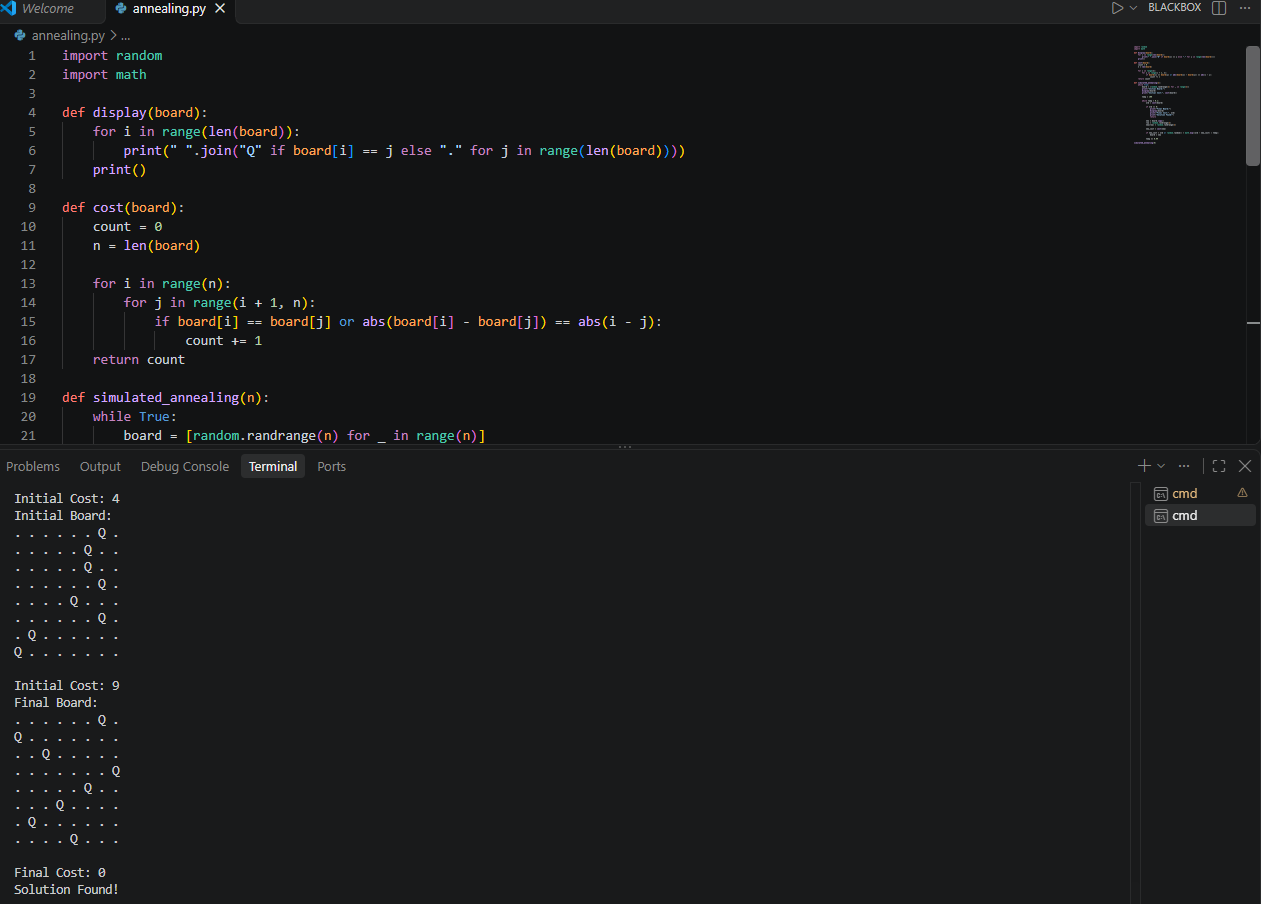 Welcome annealing.py BLACKBOX
annealing.py > ...
1 import random
2 import math
3
4 def display(board):
5     for i in range(len(board)):
6         print(" ".join("Q" if board[i] == j else "." for j in range(len(board))))
7     print()
8
9 def cost(board):
10     count = 0
11     n = len(board)
12
13     for i in range(n):
14         for j in range(i + 1, n):
15             if board[i] == board[j] or abs(board[i] - board[j]) == abs(i - j):
16                 count += 1
17     return count
18
19 def simulated_annealing(n):
20     while True:
21         board = [random.randrange(n) for _ in range(n)]
Problems Output Debug Console Terminal Ports
cmd
cmd
Initial Cost: 4
Initial Board:
. . . . . . Q .
. . . . . Q . .
. . . . . Q . .
. . . . . . Q .
. . . . Q . . .
. . . . . . Q .
. Q . . . . . .
Q . . . . . . .
Initial Cost: 9
Final Board:
. . . . . . Q .
Q . . . . . . .
. . Q . . . . .
. . . . . . . Q
. . . . . Q . .
. . . Q . . . .
. Q . . . . . .
. . . . Q . . .
Final Cost: 0
Solution Found!